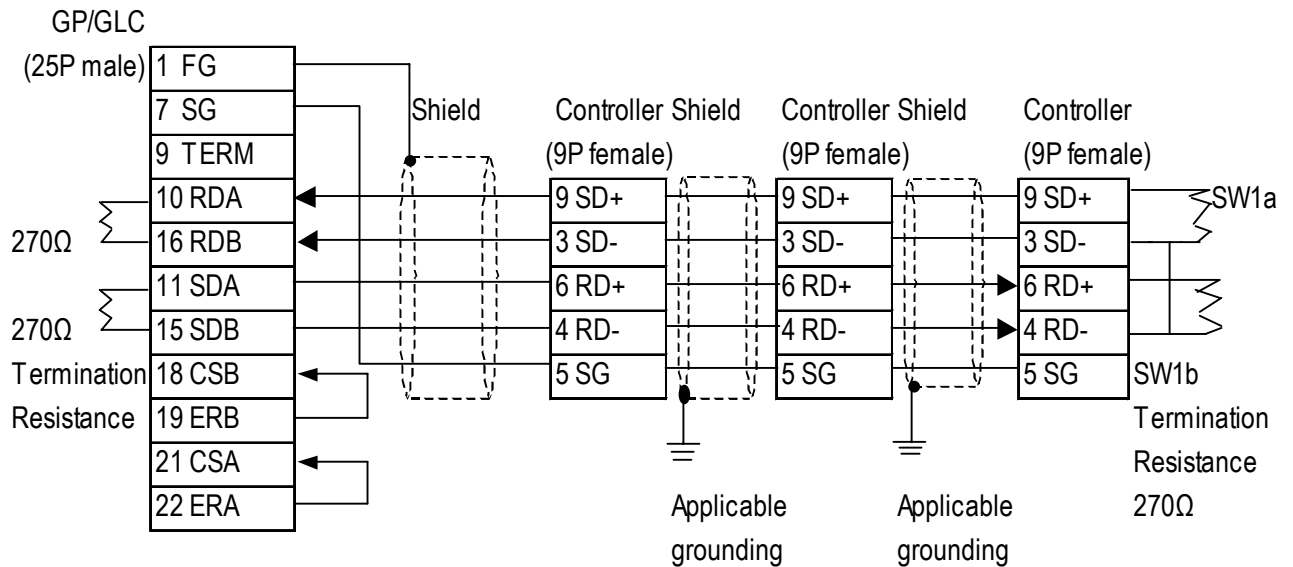 GP/GLC
(25P male)
1 FG
7 SG
9 TERM
10 RDA
16 RDB
11 SDA
15 SDB
18 CSB
19 ERB
21 CSA
22 ERA
270Ω
270Ω
Termination
Resistance
Shield
Controller Shield
(9P female)
9 SD+
3 SD-
6 RD+
4 RD-
5 SG
Applicable
grounding
Controller Shield
(9P female)
9 SD+
3 SD-
6 RD+
4 RD-
5 SG
Applicable
grounding
Controller
(9P female)
9 SD+
3 SD-
6 RD+
4 RD-
5 SG
SW1a
SW1b
Termination
Resistance
270Ω